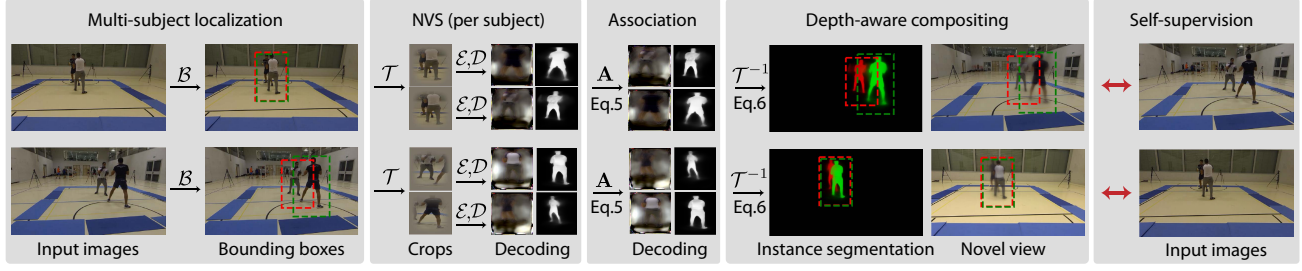 Multi-subject localization
NVS (per subject)
Association
Depth-aware compositing
Self-supervision
ℬ
𝒯
ℰ,𝒟
ℰ,𝒟
A
Eq.5
𝒯⁻¹
Eq.6
ℬ
𝒯
ℰ,𝒟
ℰ,𝒟
A
Eq.5
𝒯⁻¹
Eq.6
Input images
Bounding boxes
Crops
Decoding
Decoding
Instance segmentation
Novel view
Input images